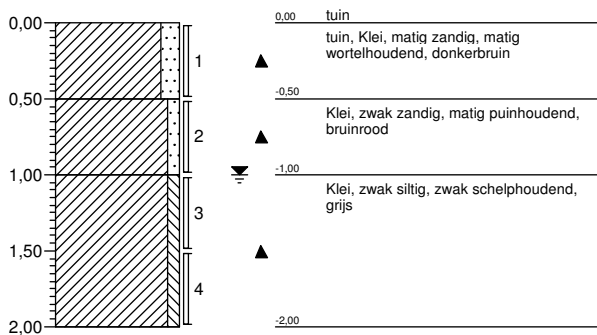 0,00
0,50
1,00
1,50
2,00
1
2
3
4
0,00
tuin
tuin, Klei, matig zandig, matig
wortelhoudend, donkerbruin
-0,50
Klei, zwak zandig, matig puinhoudend,
bruinrood
-1,00
Klei, zwak siltig, zwak schelphoudend,
grijs
-2,00